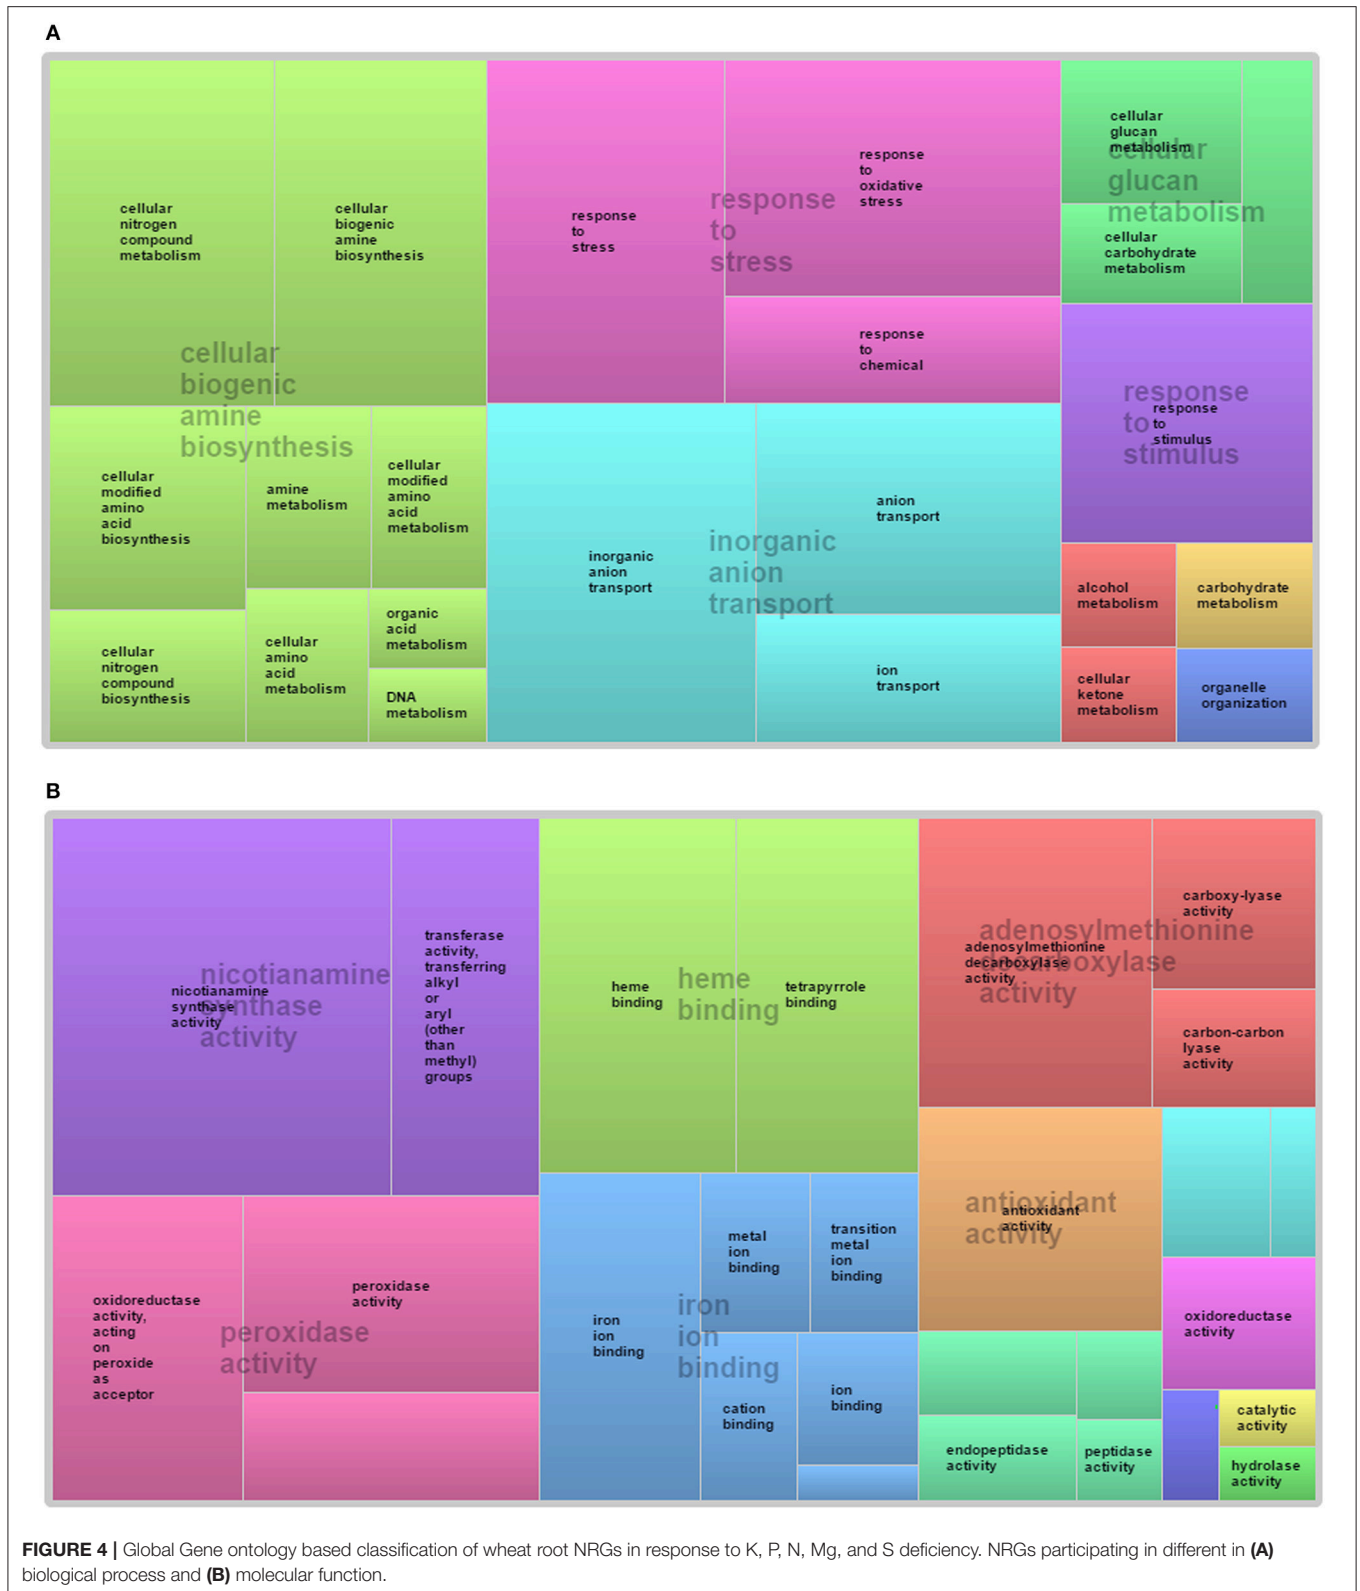 A
cellular
nitrogen
compound
metabolism
cellular
biogenic
amine
biosynthesis
cellular
biogenic
amine
biosynthesis
cellular
modified
amino
acid
biosynthesis
amine
metabolism
cellular
modified
amino
acid
metabolism
cellular
nitrogen
compound
biosynthesis
cellular
amino
acid
metabolism
organic
acid
metabolism
DNA
metabolism
response
to
stress
response
to
oxidative
stress
response
to
stress
response
to
chemical
inorganic
anion
transport
anion
transport
inorganic
anion
transport
ion
transport
cellular
glucan
metabolism
cellular
glucan
metabolism
cellular
carbohydrate
metabolism
response
to
stimulus
response
to
stimulus
alcohol
metabolism
carbohydrate
metabolism
cellular
ketone
metabolism
organelle
organization
B
nicotianamine
synthase
activity
nicotianamine
synthase
activity
transferase
activity,
transferring
alkyl
or
aryl
(other
than
methyl)
groups
oxidoreductase
activity,
acting
on
peroxide
as
acceptor
peroxidase
activity
peroxidase
activity
heme
binding
heme
binding
tetrapyrrole
binding
iron
ion
binding
iron
ion
binding
metal
ion
binding
transition
metal
ion
binding
cation
binding
ion
binding
adenosylmethionine
decarboxylase
activity
adenosylmethionine
decarboxylase
activity
carboxy-lyase
activity
carbon-carbon
lyase
activity
antioxidant
activity
antioxidant
activity
oxidoreductase
activity
endopeptidase
activity
peptidase
activity
catalytic
activity
hydrolase
activity
FIGURE 4 | Global Gene ontology based classification of wheat root NRGs in response to K, P, N, Mg, and S deficiency. NRGs participating in different in (A)
biological process and (B) molecular function.